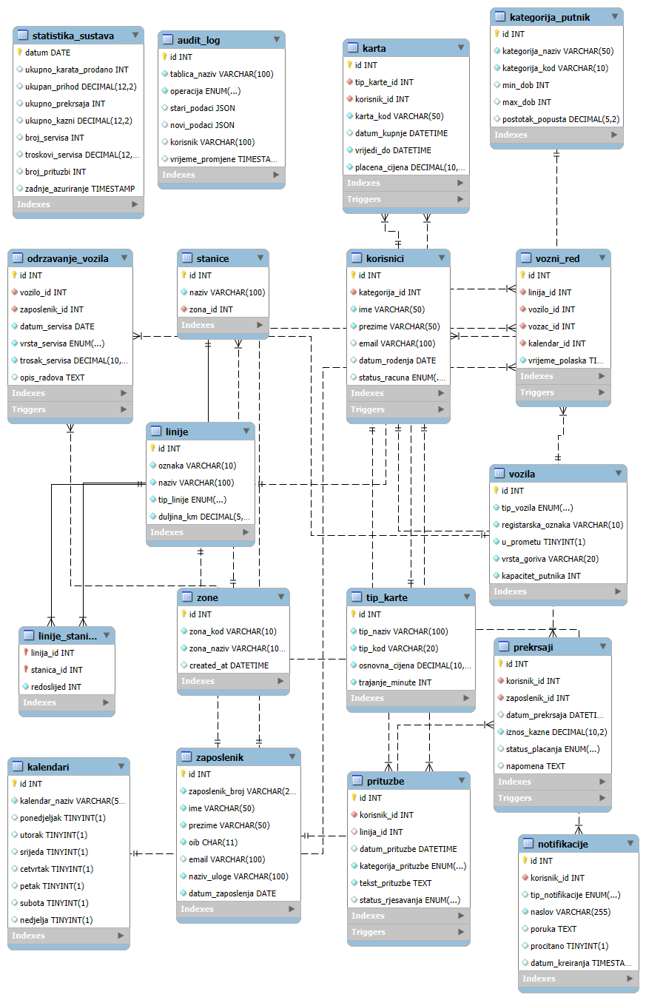 statistika_sustava
datum DATE
ukupno_karata_prodano INT
ukupan_prihod DECIMAL(12,2)
ukupno_prekrsaja INT
ukupno_kazni DECIMAL(12,2)
broj_servisa INT
troskovi_servisa DECIMAL(12,...
broj_prituzbi INT
zadnje_azuriranje TIMESTAMP
Indexes
audit_log
id INT
tablica_naziv VARCHAR(100)
operacija ENUM(...)
stari_podaci JSON
novi_podaci JSON
korisnik VARCHAR(100)
vrijeme_promjene TIMESTA...
Indexes
karta
id INT
tip_karte_id INT
korisnik_id INT
karta_kod VARCHAR(50)
datum_kupnje DATETIME
vrijedi_do DATETIME
placena_cijena DECIMAL(10,...
Indexes
Triggers
kategorija_putnik
id INT
kategorija_naziv VARCHAR(50)
kategorija_kod VARCHAR(10)
min_dob INT
max_dob INT
postotak_popusta DECIMAL(5,2)
Indexes
odrzavanje_vozila
id INT
vozilo_id INT
zaposlenik_id INT
datum_servisa DATE
vrsta_servisa ENUM(...)
trosak_servisa DECIMAL(10,...
opis_radova TEXT
Indexes
Triggers
stanice
id INT
naziv VARCHAR(100)
zona_id INT
Indexes
korisnici
id INT
kategorija_id INT
ime VARCHAR(50)
prezime VARCHAR(50)
email VARCHAR(100)
datum_rodenja DATE
status_racuna ENUM(...
Indexes
Triggers
vozni_red
id INT
linija_id INT
vozilo_id INT
vozac_id INT
kalendar_id INT
vrijeme_polaska TI...
Indexes
Triggers
linije
id INT
oznaka VARCHAR(10)
naziv VARCHAR(100)
tip_linije ENUM(...)
duljina_km DECIMAL(5,...
Indexes
vozila
id INT
tip_vozila ENUM(...)
registarska_oznaka VARCHAR(10)
u_prometu TINYINT(1)
vrsta_goriva VARCHAR(20)
kapacitet_putnika INT
Indexes
linije_stani...
linija_id INT
stanica_id INT
redoslijed INT
Indexes
zone
id INT
zona_kod VARCHAR(10)
zona_naziv VARCHAR(10...
created_at DATETIME
Indexes
tip_karte
id INT
tip_naziv VARCHAR(100)
tip_kod VARCHAR(20)
osnovna_cijena DECIMAL(10,...
trajanje_minute INT
Indexes
prekrsaji
id INT
korisnik_id INT
zaposlenik_id INT
datum_prekrsaja DATETI...
iznos_kazne DECIMAL(10,2)
status_placanja ENUM(...)
napomena TEXT
Indexes
Triggers
kalendari
id INT
kalendar_naziv VARCHAR(5...
ponedjeljak TINYINT(1)
utorak TINYINT(1)
srijeda TINYINT(1)
cetvrtak TINYINT(1)
petak TINYINT(1)
subota TINYINT(1)
nedjelja TINYINT(1)
Indexes
zaposlenik
id INT
zaposlenik_broj VARCHAR(2...
ime VARCHAR(50)
prezime VARCHAR(50)
oib CHAR(11)
email VARCHAR(100)
naziv_uloge VARCHAR(100)
datum_zaposlenja DATE
Indexes
prituzbe
id INT
korisnik_id INT
linija_id INT
datum_prituzbe DATETIME
kategorija_prituzbe ENUM(...)
tekst_prituzbe TEXT
status_rjesavanja ENUM(...)
Indexes
Triggers
notifikacije
id INT
korisnik_id INT
tip_notifikacije ENUM(...)
naslov VARCHAR(255)
poruka TEXT
procitano TINYINT(1)
datum_kreiranja TIMESTA...
Indexes